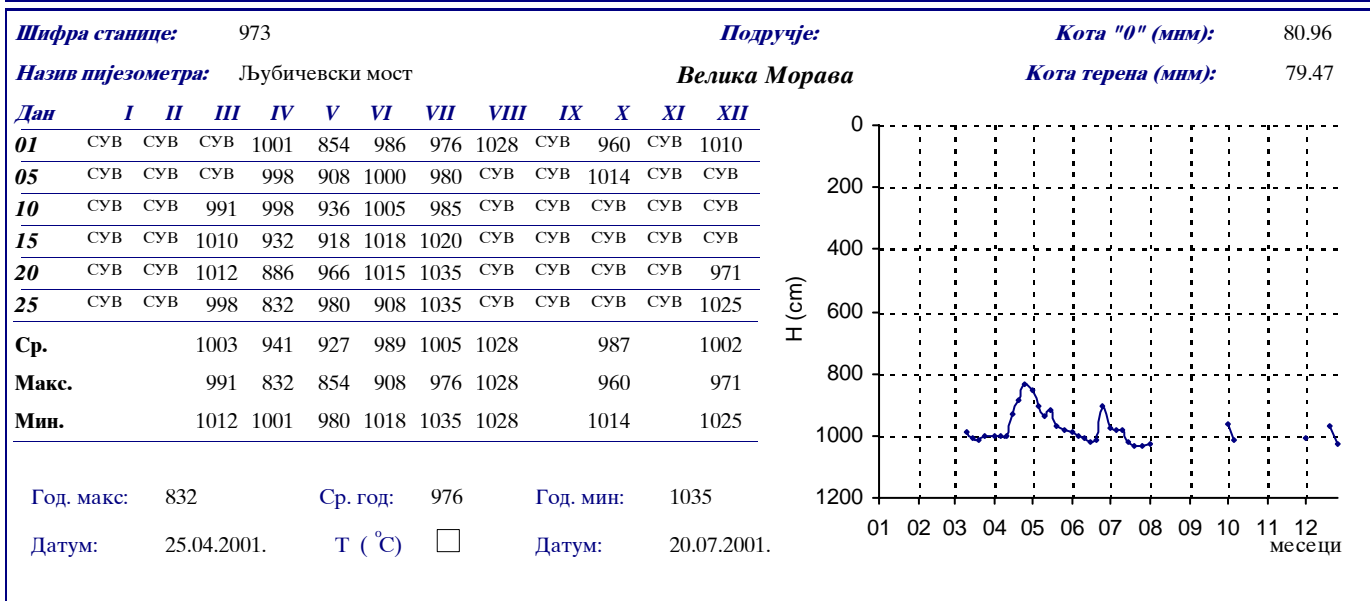 Шифра станице: 973 Подручје: Кота "0" (мнм): 80.96
Назив пијезометра: Љубичевски мост Велика Морава Кота терена (мнм): 79.47
Дан I II III IV V VI VII VIII IX X XI XII
01 СУВ СУВ СУВ 1001 854 986 976 1028 СУВ 960 СУВ 1010
05 СУВ СУВ СУВ 998 908 1000 980 СУВ СУВ 1014 СУВ СУВ
10 СУВ СУВ 991 998 936 1005 985 СУВ СУВ СУВ СУВ СУВ
15 СУВ СУВ 1010 932 918 1018 1020 СУВ СУВ СУВ СУВ СУВ
20 СУВ СУВ 1012 886 966 1015 1035 СУВ СУВ СУВ СУВ 971
25 СУВ СУВ 998 832 980 908 1035 СУВ СУВ СУВ СУВ 1025
Ср. 1003 941 927 989 1005 1028 987 1002
Макс. 991 832 854 908 976 1028 960 971
Мин. 1012 1001 980 1018 1035 1028 1014 1025
Год. макс: 832 Ср. год: 976 Год. мин: 1035
Датум: 25.04.2001. Т ( °C) Датум: 20.07.2001.
H (cm)
0
200
400
600
800
1000
1200
01 02 03 04 05 06 07 08 09 10 11 12
месеци